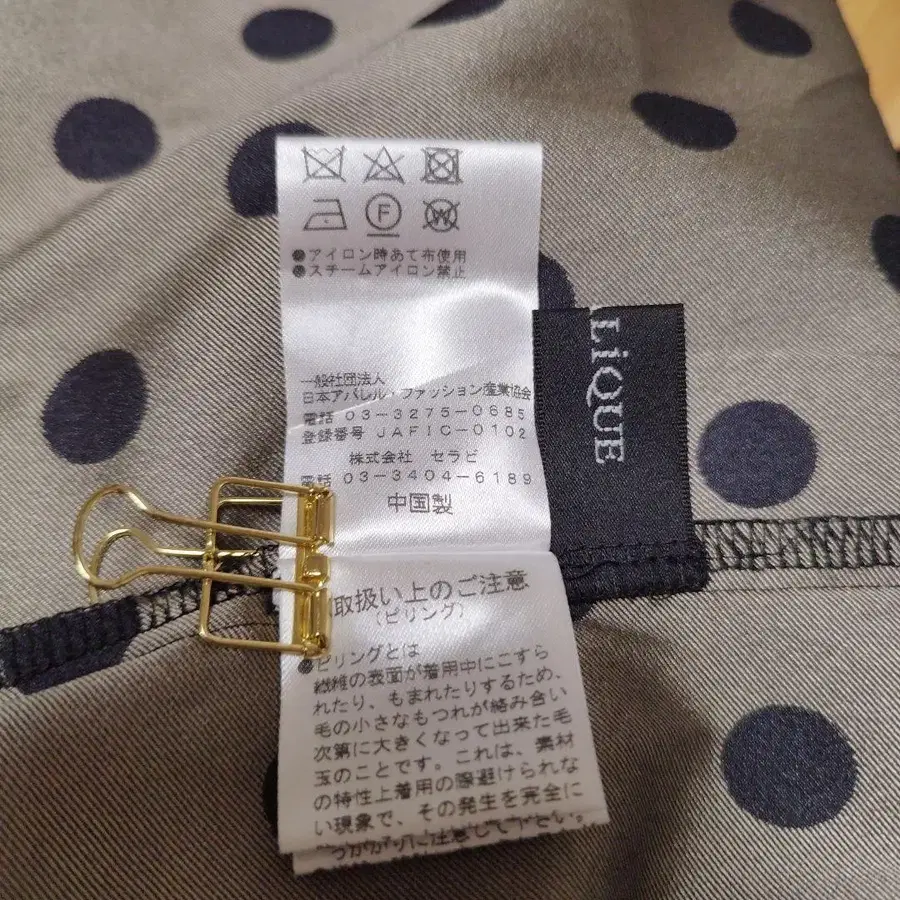 F
W
●アイロン時あて布使用
●スチームアイロン禁止
一般社団法人
日本アパレル・ファッション産業協会
電話 03-3275-0685
登録番号 JAFIC-0102
株式会社 セラビ
電話 03-3404-6189
中国製
LiQUE
取扱い上のご注意
(ピリング)
●ピリングとは
繊維の表面が着用中にこすら
れたり、もまれたりするため、
毛の小さなもつれが絡み合い
次第に大きくなって出来た毛
玉のことです。これは、素材
の特性上着用の際避けられな
い現象で、その発生を完全に
に注意して下さい。